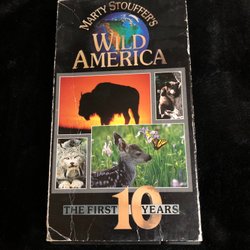 MARTY STOUFFER'S
WILD
AMERICA
THE FIRST 10 YEARS